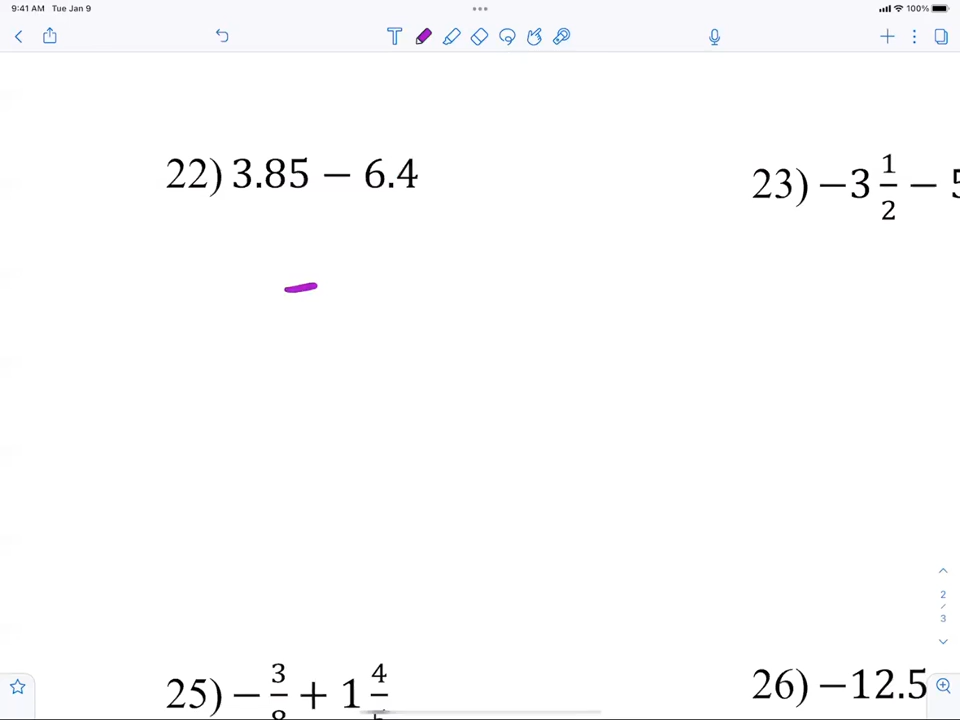 9:41 AM Tue Jan 9
100%
22) 3.85 − 6.4
23) −3 1/2 − 5
2
/
3
25) − 3/8 + 1 4/5
26) −12.5